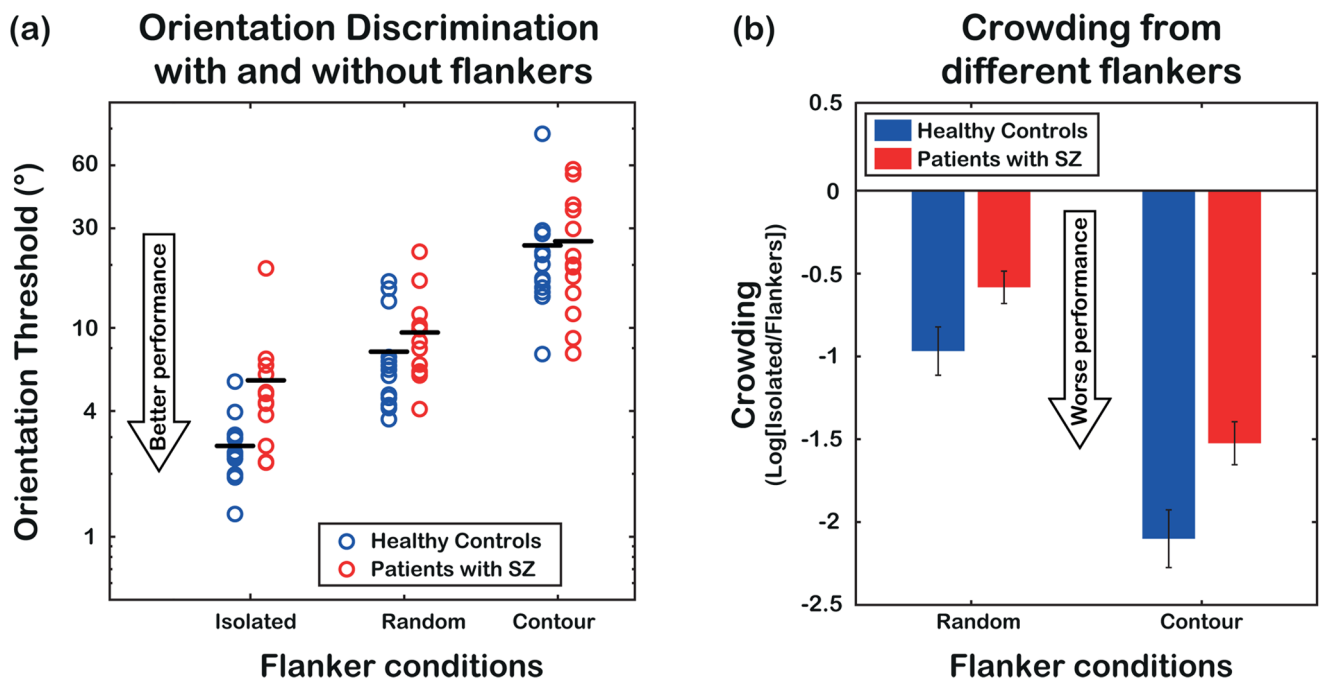 (a)
Orientation Discrimination
with and without flankers
Orientation Threshold (°)
60
30
10
4
1
Better performance
Healthy Controls
Patients with SZ
Isolated
Random
Contour
Flanker conditions
(b)
Crowding from
different flankers
Crowding
(Log[Isolated/Flankers])
0.5
0
-0.5
-1
-1.5
-2
-2.5
Healthy Controls
Patients with SZ
Worse performance
Random
Contour
Flanker conditions